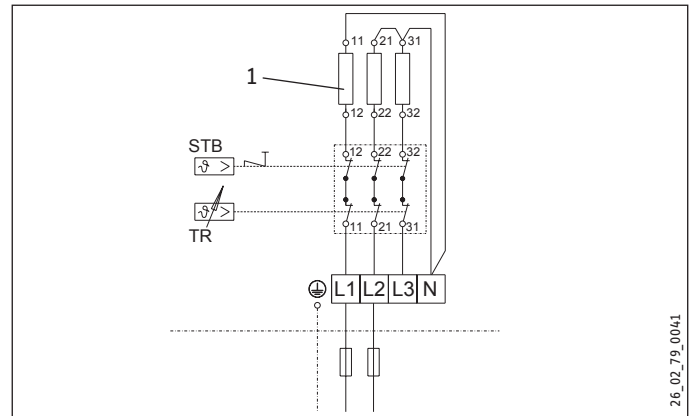 11 21 31
1
12 22 32
STB
12 22 32
ϑ >
ϑ >
TR
11 21 31
L1 L2 L3 N
26_02_79_0041